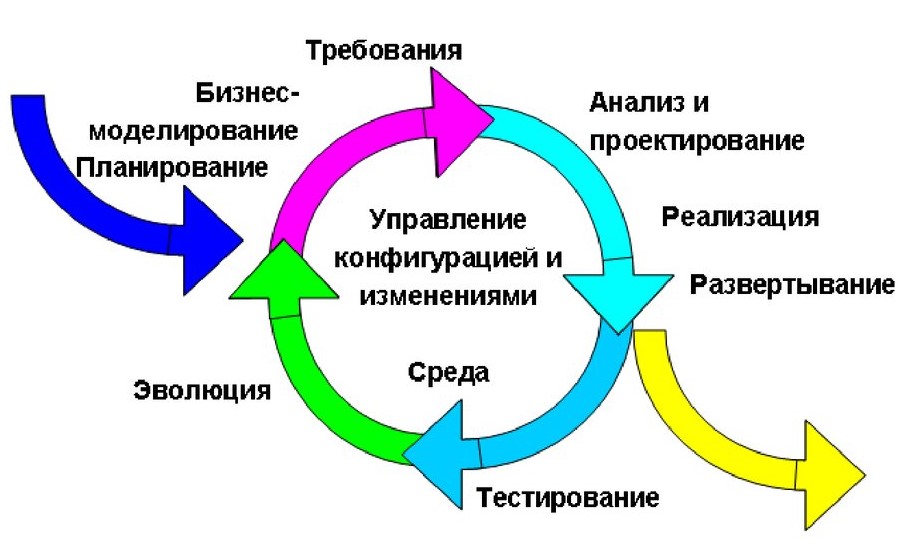 Требования
Бизнес-
моделирование
Планирование
Анализ и
проектирование
Реализация
Управление
конфигурацией и
изменениями
Развертывание
Среда
Эволюция
Тестирование